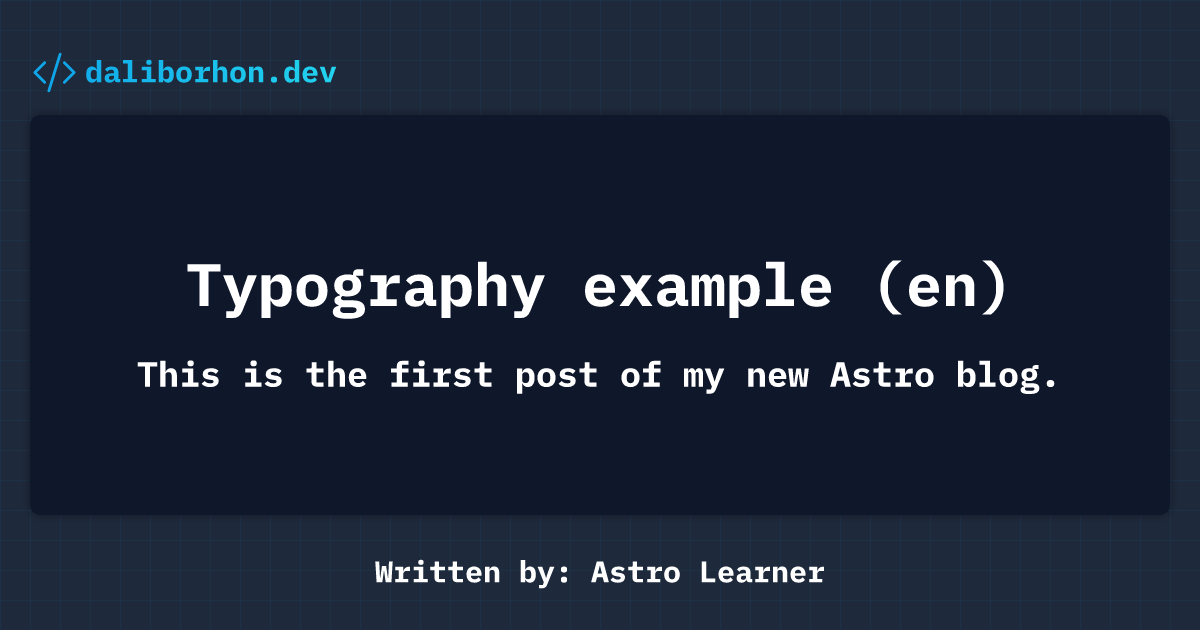 daliborhon.dev
Typography example (en)
This is the first post of my new Astro blog.
Written by: Astro Learner